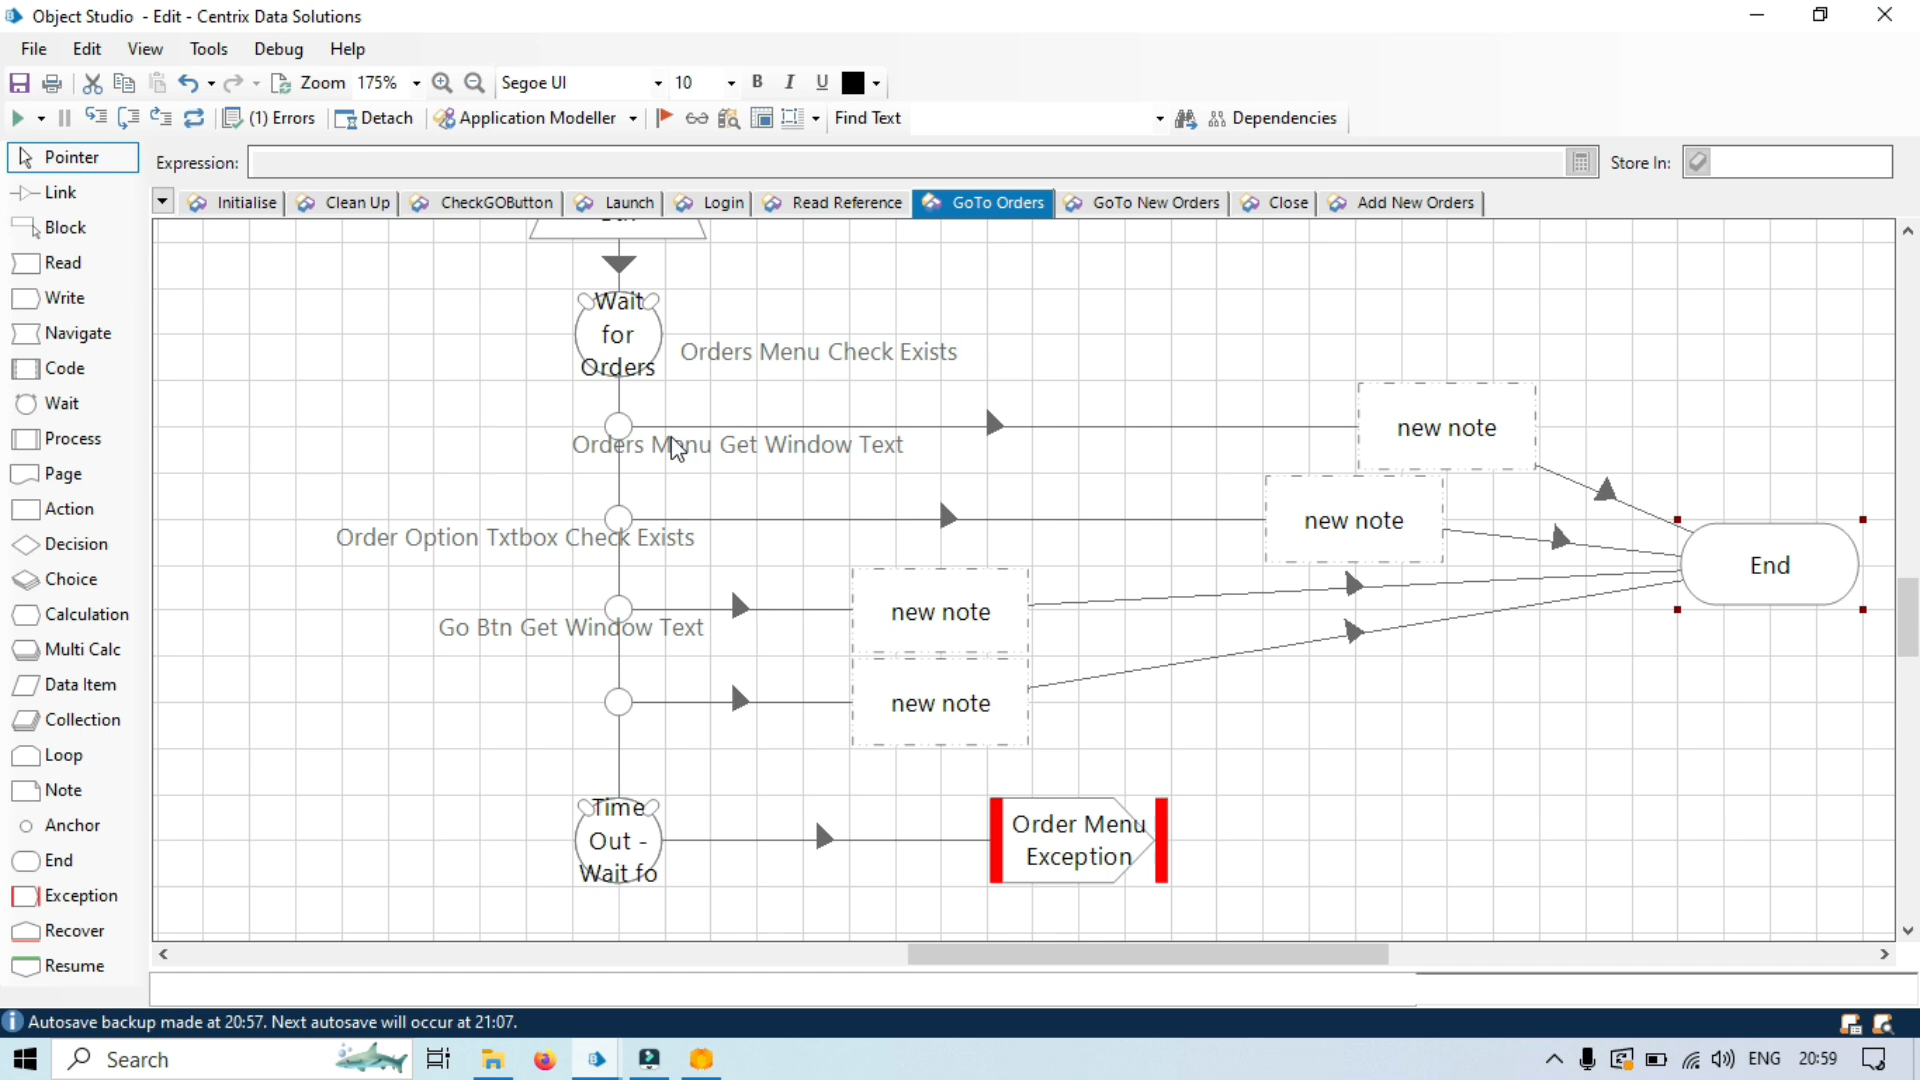 Object Studio - Edit - Centrix Data Solutions
File Edit View Tools Debug Help
Zoom 175% Segoe UI 10 B I U
(1) Errors Detach Application Modeller Find Text Dependencies
Pointer
Link
Block
Read
Write
Navigate
Code
Wait
Process
Page
Action
Decision
Choice
Calculation
Multi Calc
Data Item
Collection
Loop
Note
Anchor
End
Exception
Recover
Resume
Expression: Store In:
Initialise Clean Up CheckGOButton Launch Login Read Reference GoTo Orders GoTo New Orders Close Add New Orders
Wait
for
Orders
Orders Menu Check Exists
new note
Orders Menu Get Window Text
new note
Order Option Txtbox Check Exists
End
new note
Go Btn Get Window Text
new note
Time
Out -
Wait fo
Order Menu
Exception
Autosave backup made at 20:57. Next autosave will occur at 21:07.
Search
ENG 20:59